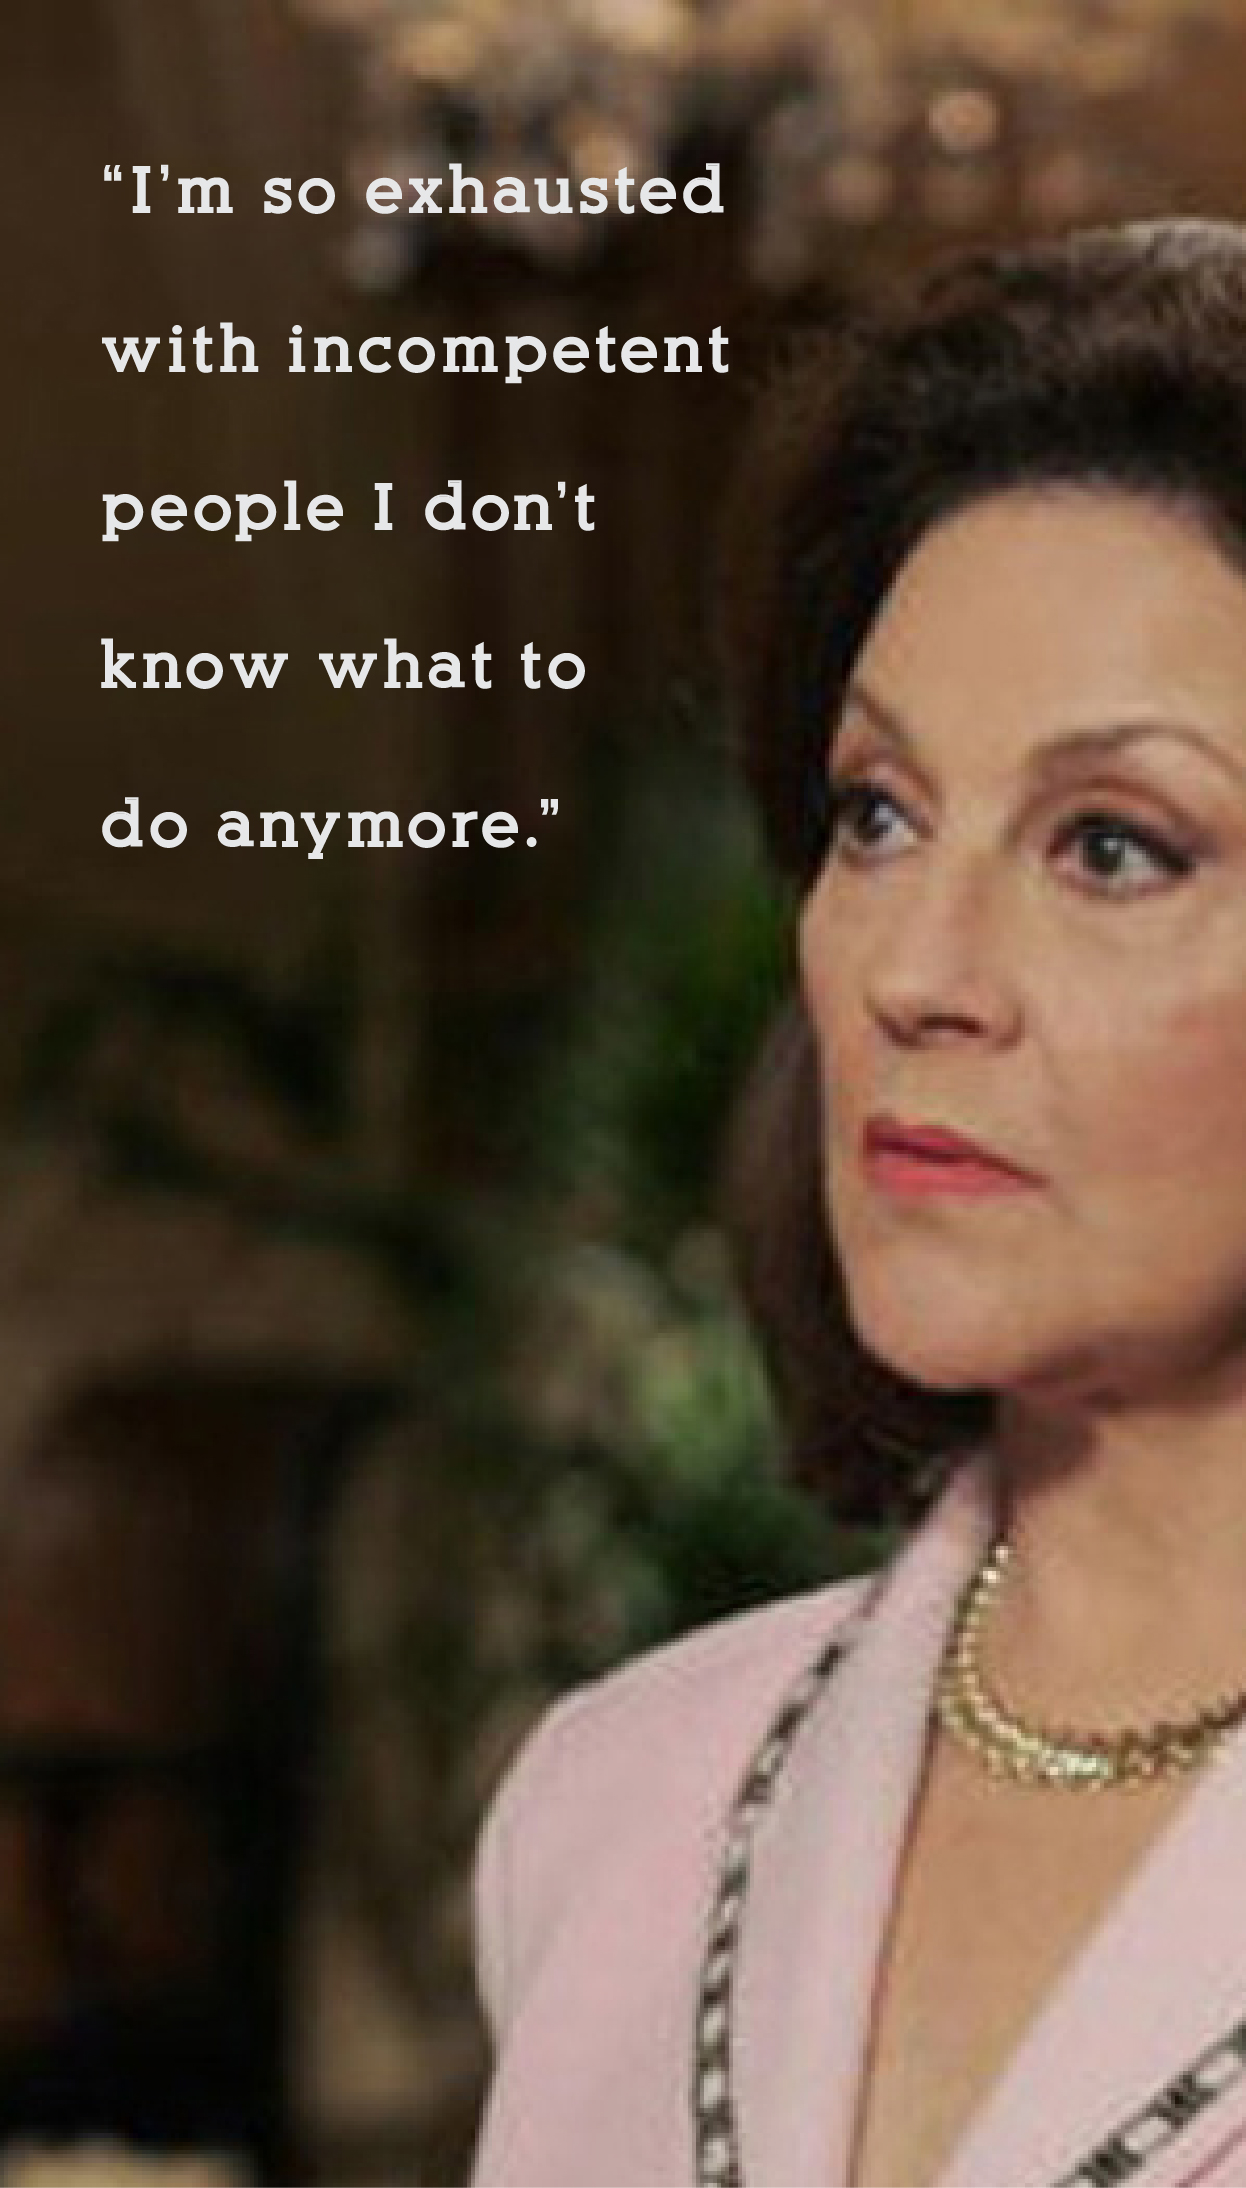 “I’m so exhausted
with incompetent
people I don’t
know what to
do anymore.”